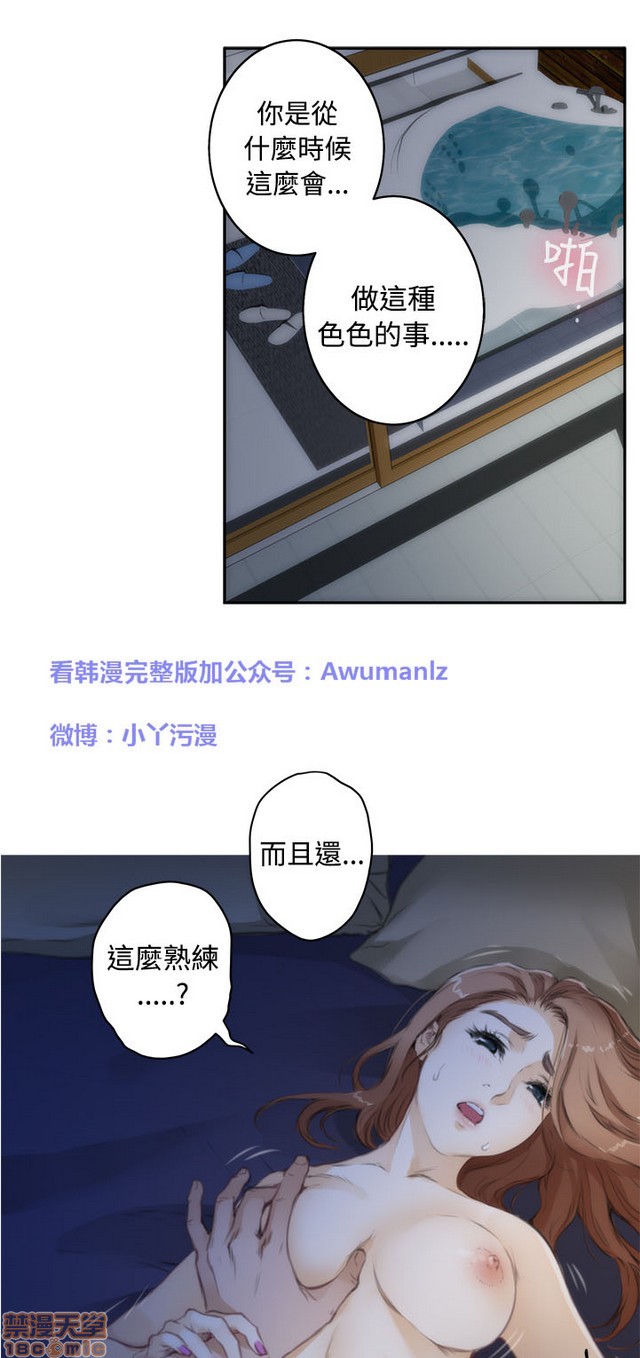 你是從
什麼時候
這麼會...
做這種
色色的事.....
啪
看韩漫完整版加公众号：Awumanlz
微博：小丫污漫
而且還...
這麼熟練
.....?
禁漫天堂
18comic